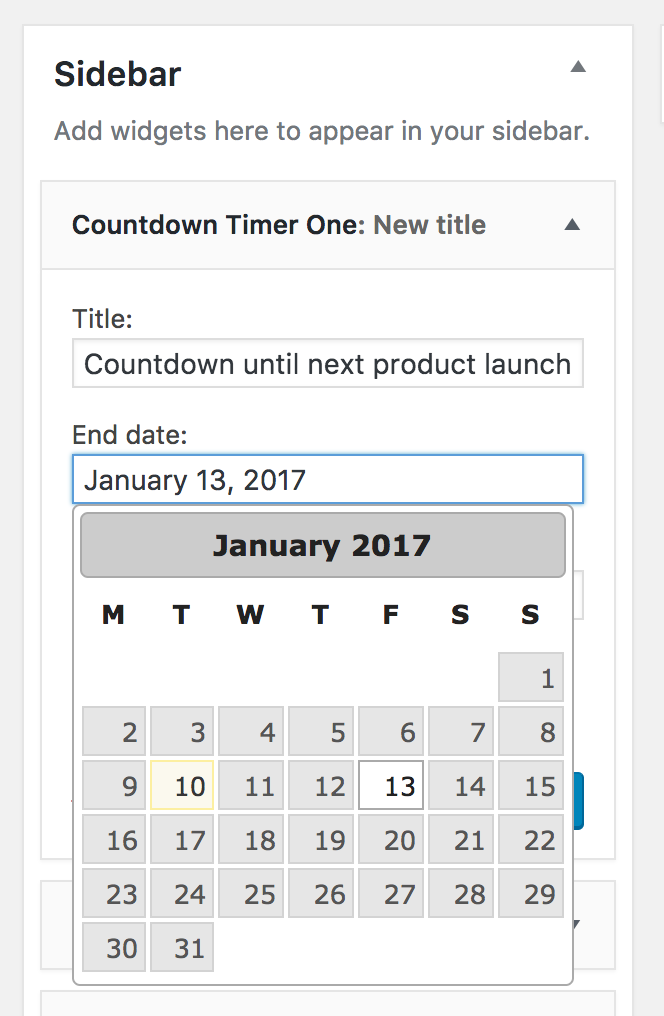 Sidebar
Add widgets here to appear in your sidebar.
Countdown Timer One: New title
Title:
Countdown until next product launch
End date:
January 13, 2017
January 2017
M T W T F S S
1
2 3 4 5 6 7 8
9 10 11 12 13 14 15
16 17 18 19 20 21 22
23 24 25 26 27 28 29
30 31